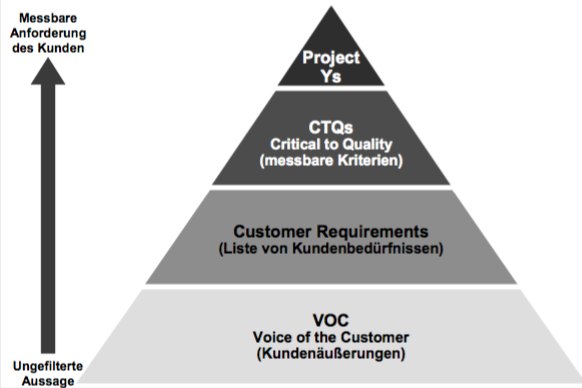 Messbare
Anforderung
des Kunden
Project
Ys
CTQs
Critical to Quality
(messbare Kriterien)
Customer Requirements
(Liste von Kundenbedürfnissen)
VOC
Voice of the Customer
(Kundenäußerungen)
Ungefilterte
Aussage